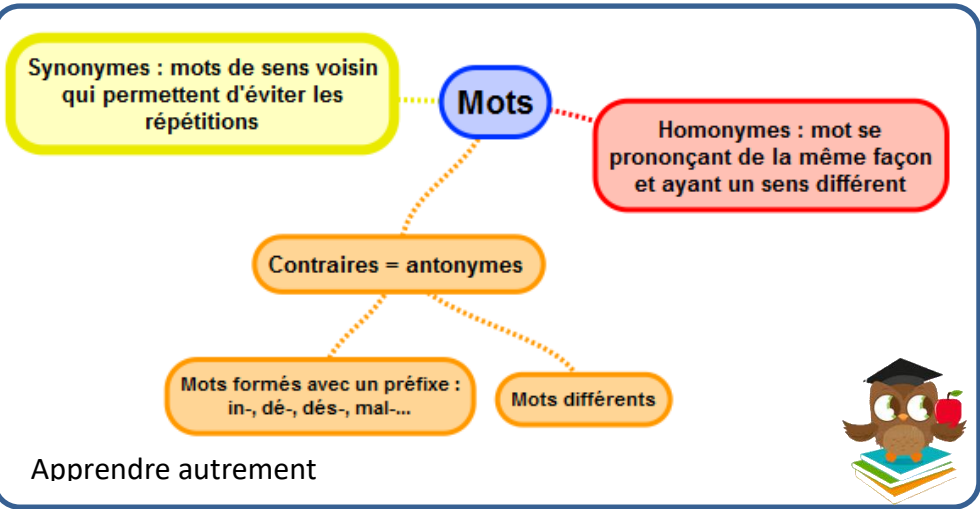 Synonymes : mots de sens voisin
qui permettent d'éviter les
répétitions
Mots
Homonymes : mot se
prononçant de la même façon
et ayant un sens différent
Contraires = antonymes
Mots formés avec un préfixe :
in-, dé-, dés-, mal-...
Mots différents
Apprendre autrement